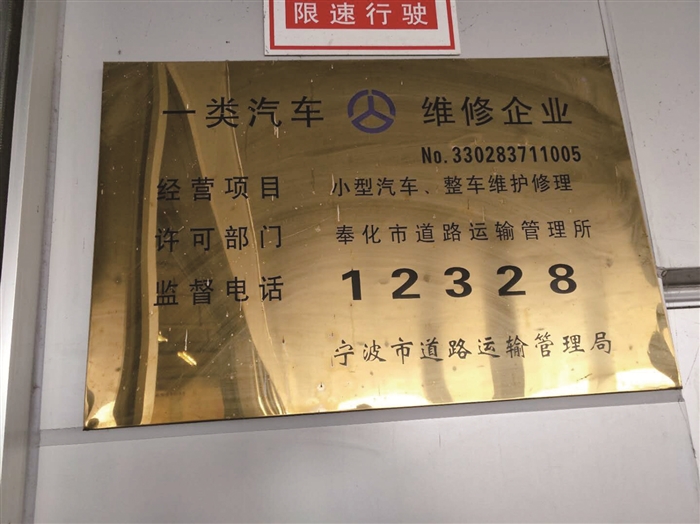 限速行驶
一类汽车 维修企业
No.330283711005
经营项目 小型汽车、整车维护修理
许可部门 奉化市道路运输管理所
监督电话 12328
宁波市道路运输管理局